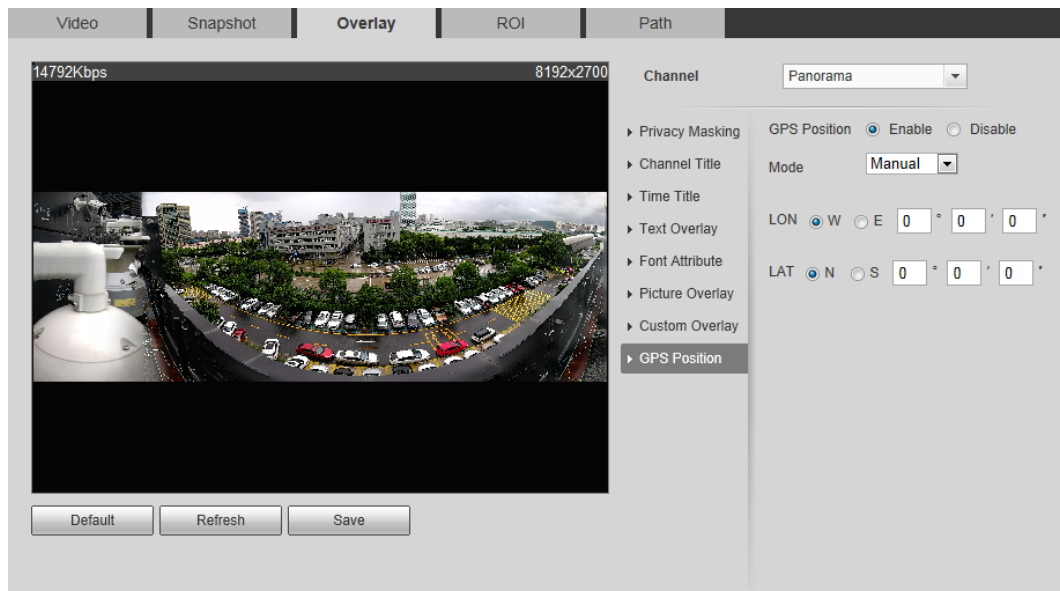 Video Snapshot Overlay ROI Path
14792Kbps 8192x2700
Channel Panorama
Privacy Masking
Channel Title
Time Title
Text Overlay
Font Attribute
Picture Overlay
Custom Overlay
GPS Position
GPS Position Enable Disable
Mode Manual
LON W E 0 ° 0 ′ 0 ″
LAT N S 0 ° 0 ′ 0 ″
Default Refresh Save